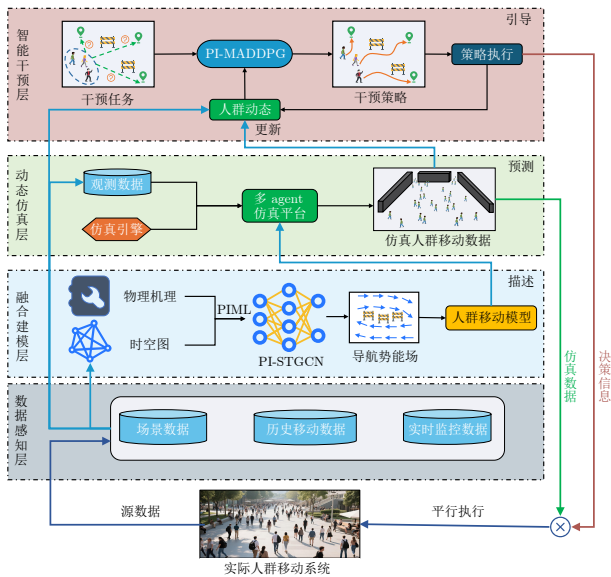 智能干预层
引导
干预任务
PI-MADDPG
干预策略
策略执行
人群动态
更新
动态仿真层
预测
观测数据
仿真引擎
多 agent
仿真平台
仿真人群移动数据
融合建模层
描述
物理机理
时空图
PIML
PI-STGCN
导航势能场
人群移动模型
仿真数据
决策信息
数据感知层
场景数据
历史移动数据
实时监控数据
源数据
平行执行
实际人群移动系统